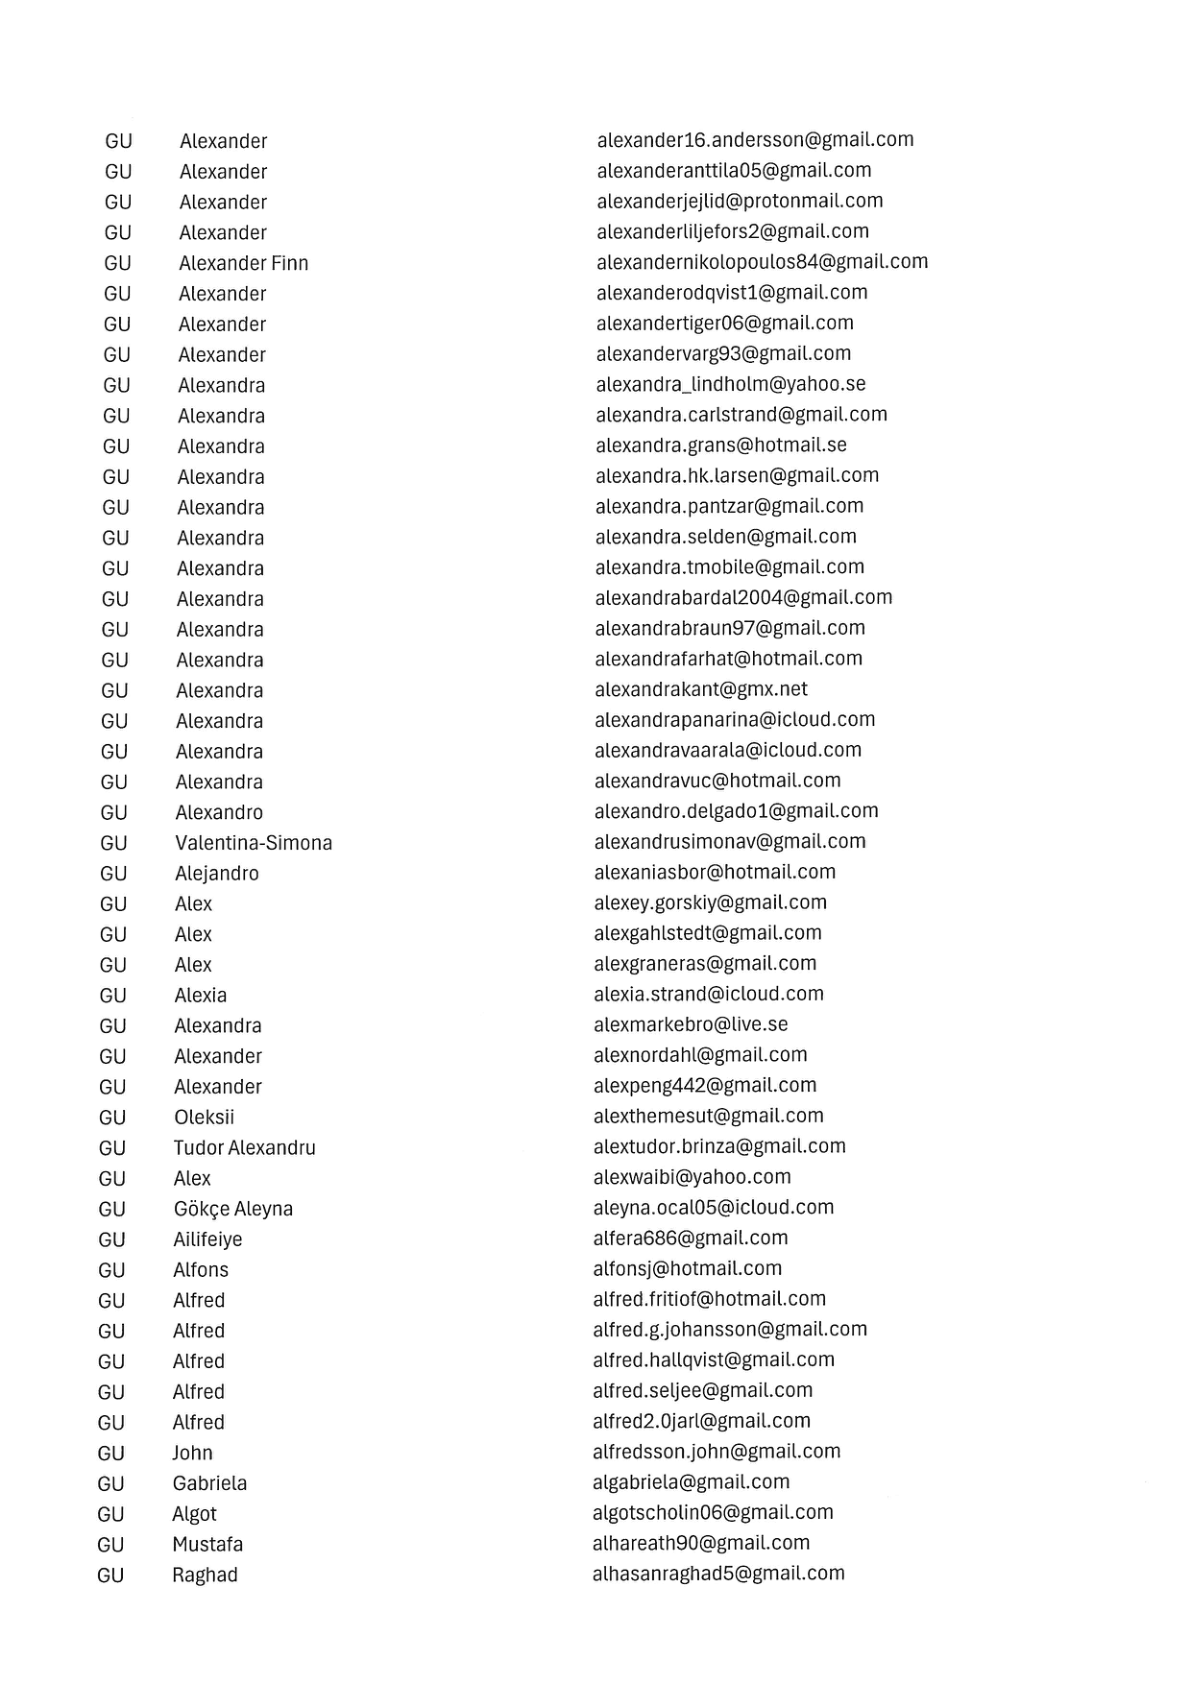 GU Alexander alexander16.andersson@gmail.com
GU Alexander alexanderanttila05@gmail.com
GU Alexander alexanderjejlid@protonmail.com
GU Alexander alexanderliljefors2@gmail.com
GU Alexander Finn alexandernikolopoulos84@gmail.com
GU Alexander alexanderodqvist1@gmail.com
GU Alexander alexandertiger06@gmail.com
GU Alexander alexandervarg93@gmail.com
GU Alexandra alexandra_lindholm@yahoo.se
GU Alexandra alexandra.carlstrand@gmail.com
GU Alexandra alexandra.grans@hotmail.se
GU Alexandra alexandra.hk.larsen@gmail.com
GU Alexandra alexandra.pantzar@gmail.com
GU Alexandra alexandra.selden@gmail.com
GU Alexandra alexandra.tmobile@gmail.com
GU Alexandra alexandrabardal2004@gmail.com
GU Alexandra alexandrabraun97@gmail.com
GU Alexandra alexandrafarhat@hotmail.com
GU Alexandra alexandrakant@gmx.net
GU Alexandra alexandrapanarina@icloud.com
GU Alexandra alexandravaarala@icloud.com
GU Alexandra alexandravuc@hotmail.com
GU Alexandro alexandro.delgado1@gmail.com
GU Valentina-Simona alexandrusimonav@gmail.com
GU Alejandro alexaniasbor@hotmail.com
GU Alex alexey.gorskiy@gmail.com
GU Alex alexgahlstedt@gmail.com
GU Alex alexgraneras@gmail.com
GU Alexia alexia.strand@icloud.com
GU Alexandra alexmarkebro@live.se
GU Alexander alexnordahl@gmail.com
GU Alexander alexpeng442@gmail.com
GU Oleksii alexthemesut@gmail.com
GU Tudor Alexandru alextudor.brinza@gmail.com
GU Alex alexwaibi@yahoo.com
GU Gökçe Aleyna aleyna.ocal05@icloud.com
GU Ailifeiye alfera686@gmail.com
GU Alfons alfonsj@hotmail.com
GU Alfred alfred.fritiof@hotmail.com
GU Alfred alfred.g.johansson@gmail.com
GU Alfred alfred.hallqvist@gmail.com
GU Alfred alfred.seljee@gmail.com
GU Alfred alfred2.0jarl@gmail.com
GU John alfredsson.john@gmail.com
GU Gabriela algabriela@gmail.com
GU Algot algotscholin06@gmail.com
GU Mustafa alhareath90@gmail.com
GU Raghad alhasanraghad5@gmail.com